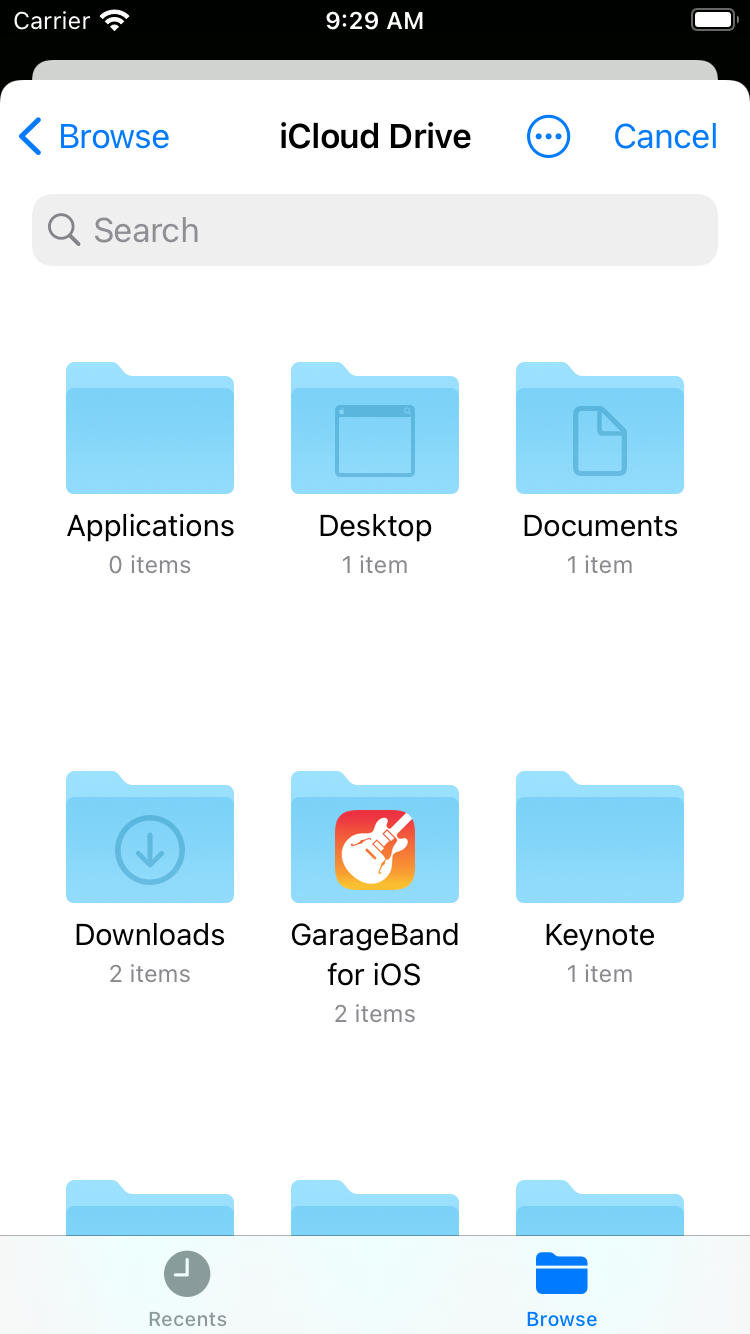 Carrier 9:29 AM
Browse iCloud Drive Cancel
Search
Applications Desktop Documents
0 items 1 item 1 item
Downloads GarageBand for iOS Keynote
2 items 2 items 1 item
Recents Browse